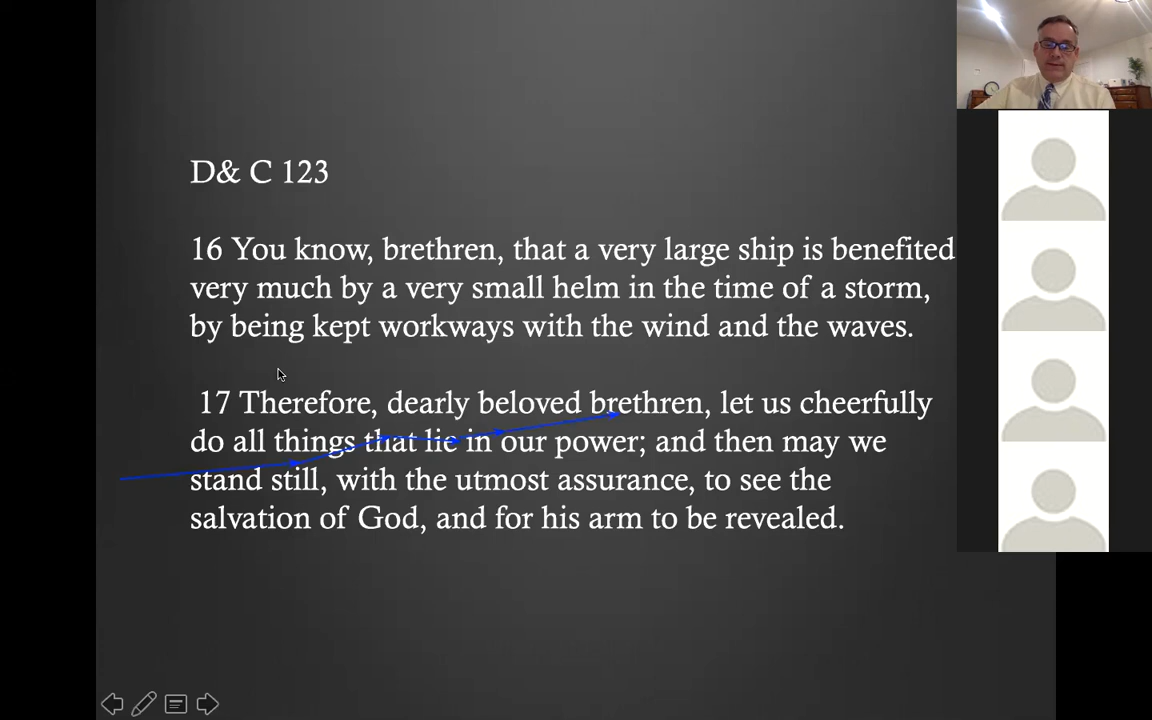 D& C 123
16 You know, brethren, that a very large ship is benefited
very much by a very small helm in the time of a storm,
by being kept workways with the wind and the waves.
17 Therefore, dearly beloved brethren, let us cheerfully
do all things that lie in our power; and then may we
stand still, with the utmost assurance, to see the
salvation of God, and for his arm to be revealed.